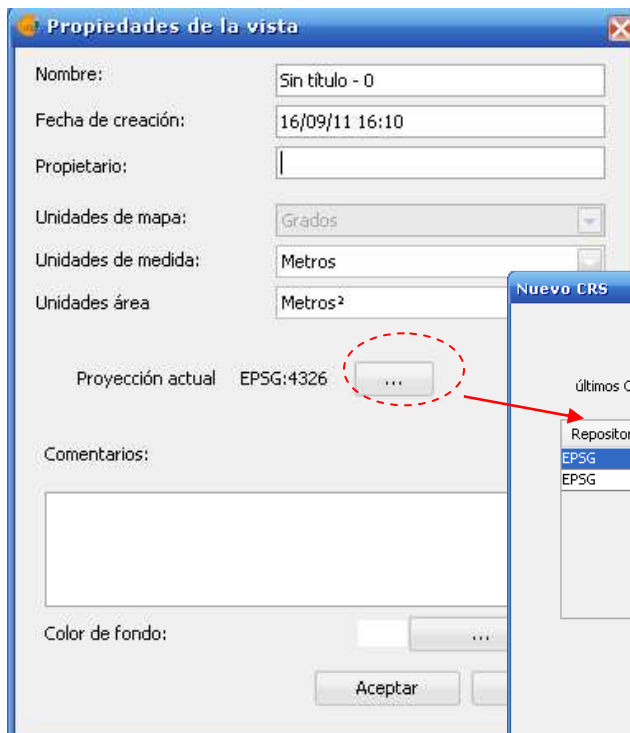 Propiedades de la vista
Nombre: Sin título - 0
Fecha de creación: 16/09/11 16:10
Propietario:
Unidades de mapa: Grados
Unidades de medida: Metros
Unidades área Metros²
Proyección actual EPSG:4326 ...
Comentarios:
Color de fondo: ...
Aceptar
Nuevo CRS
últimos C
Repositor
EPSG
EPSG